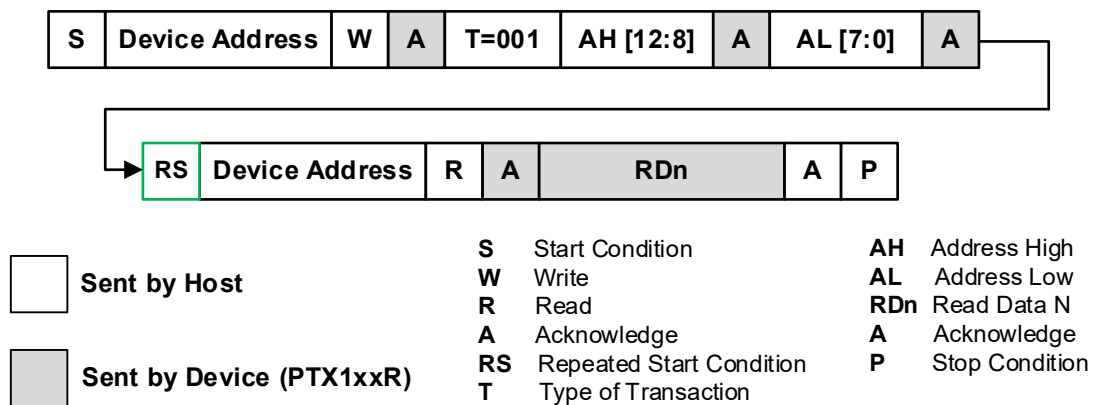 S Device Address W A T=001 AH [12:8] A AL [7:0] A
RS Device Address R A RDn A P
Sent by Host
Sent by Device (PTX1xxR)
S Start Condition
W Write
R Read
A Acknowledge
RS Repeated Start Condition
T Type of Transaction
AH Address High
AL Address Low
RDn Read Data N
A Acknowledge
P Stop Condition